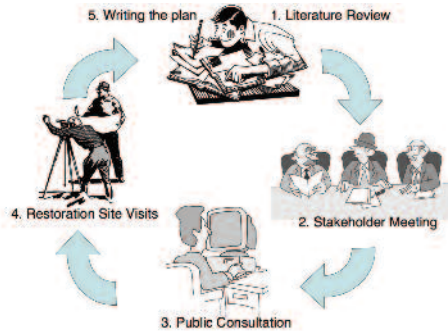 5. Writing the plan
1. Literature Review
2. Stakeholder Meeting
3. Public Consultation
4. Restoration Site Visits